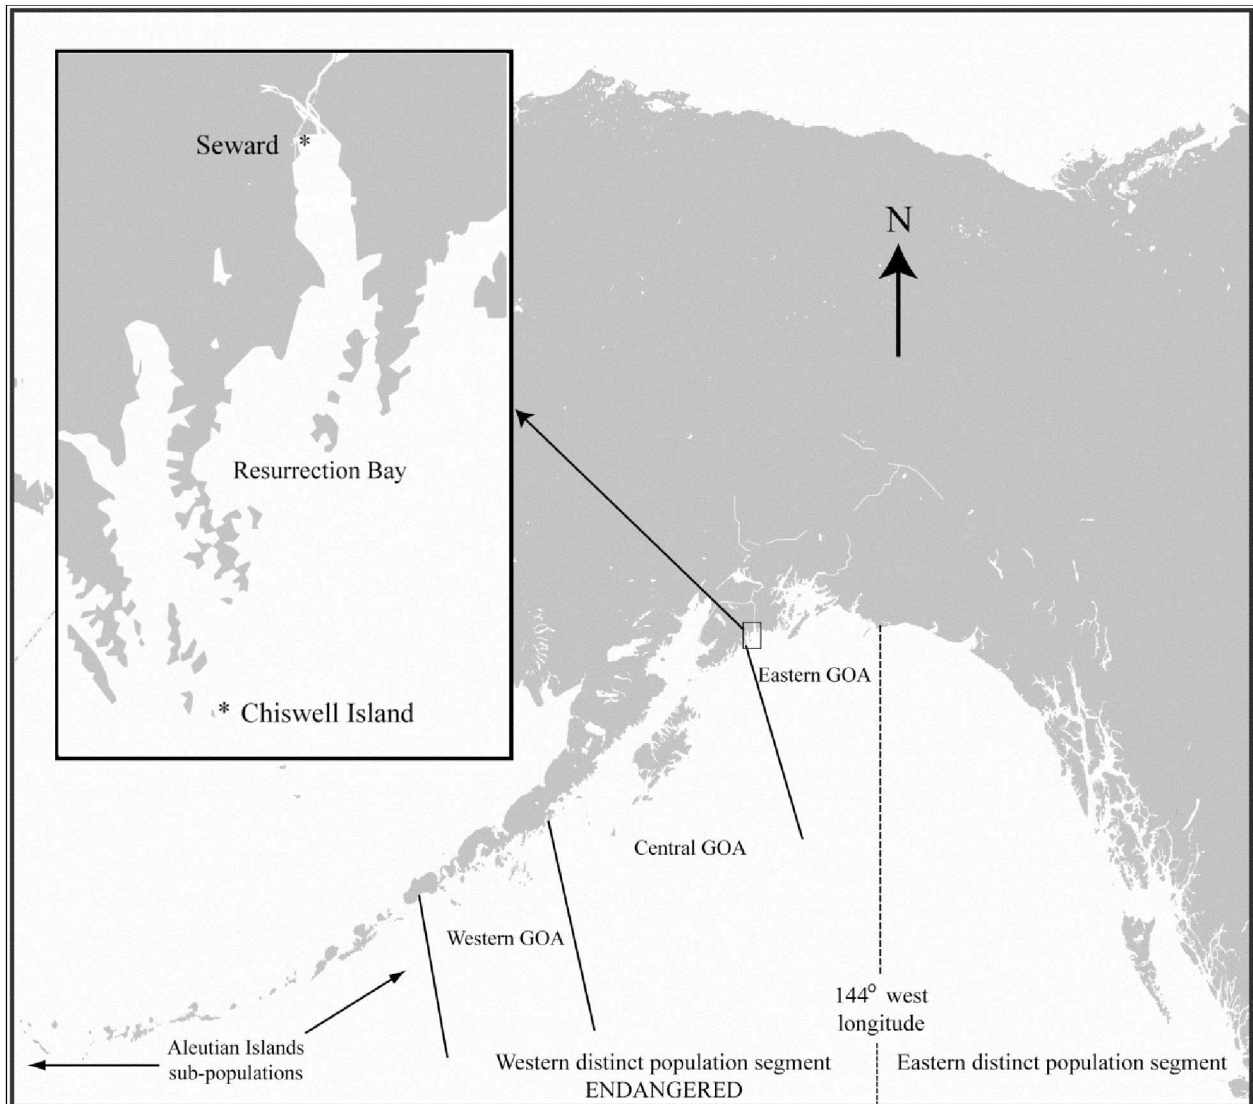 Seward *
N
Resurrection Bay
* Chiswell Island
Eastern GOA
Central GOA
Western GOA
144° west
longitude
Aleutian Islands
sub-populations
Western distinct population segment
ENDANGERED
Eastern distinct population segment